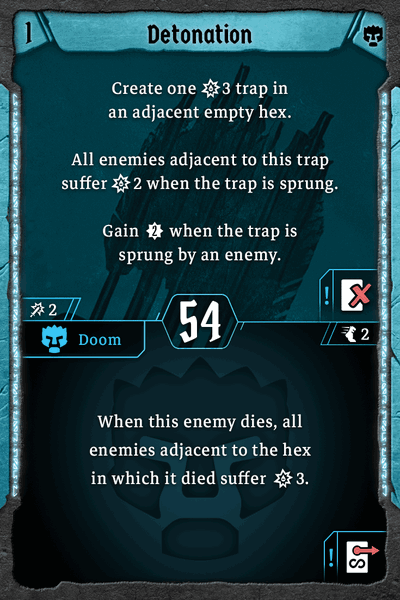 1
Detonation
Create one 3 trap in
an adjacent empty hex.
All enemies adjacent to this trap
suffer 2 when the trap is sprung.
Gain 2 when the trap is
sprung by an enemy.
!
2
54
2
Doom
When this enemy dies, all
enemies adjacent to the hex
in which it died suffer 3.
!